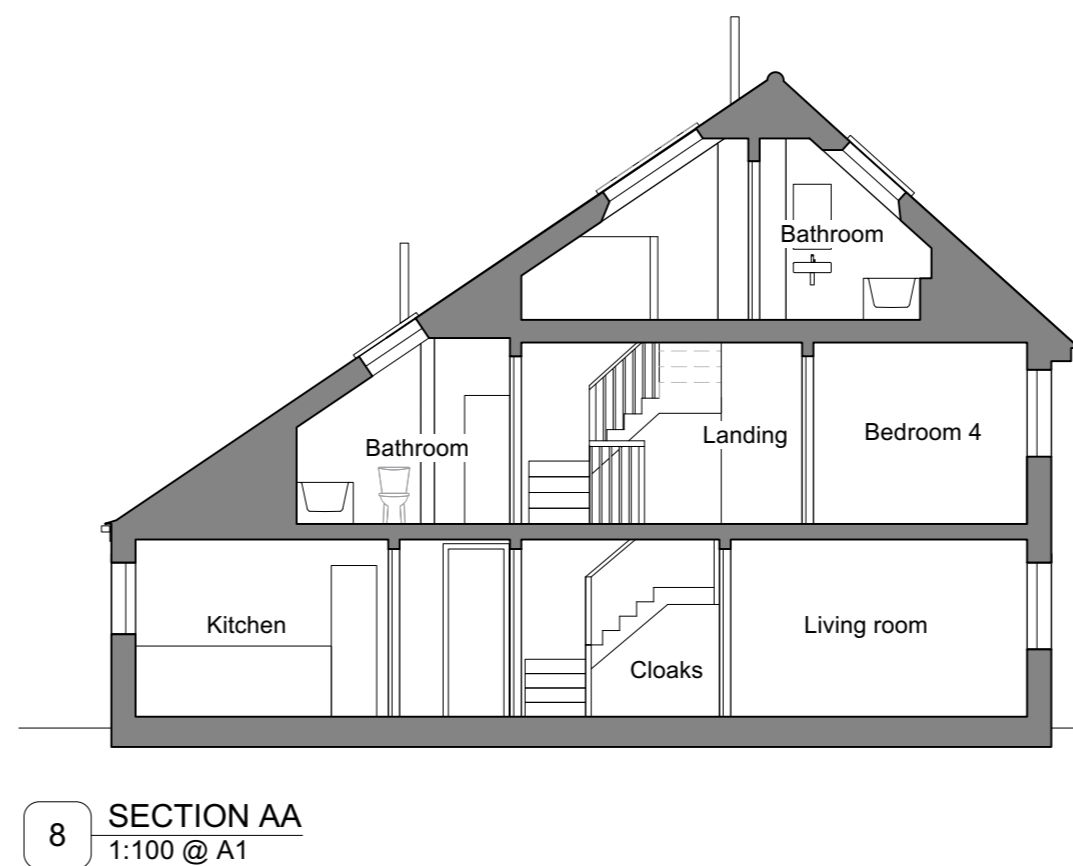 Bathroom
Bathroom
Landing
Bedroom 4
Kitchen
Cloaks
Living room
8
SECTION AA
1:100 @ A1